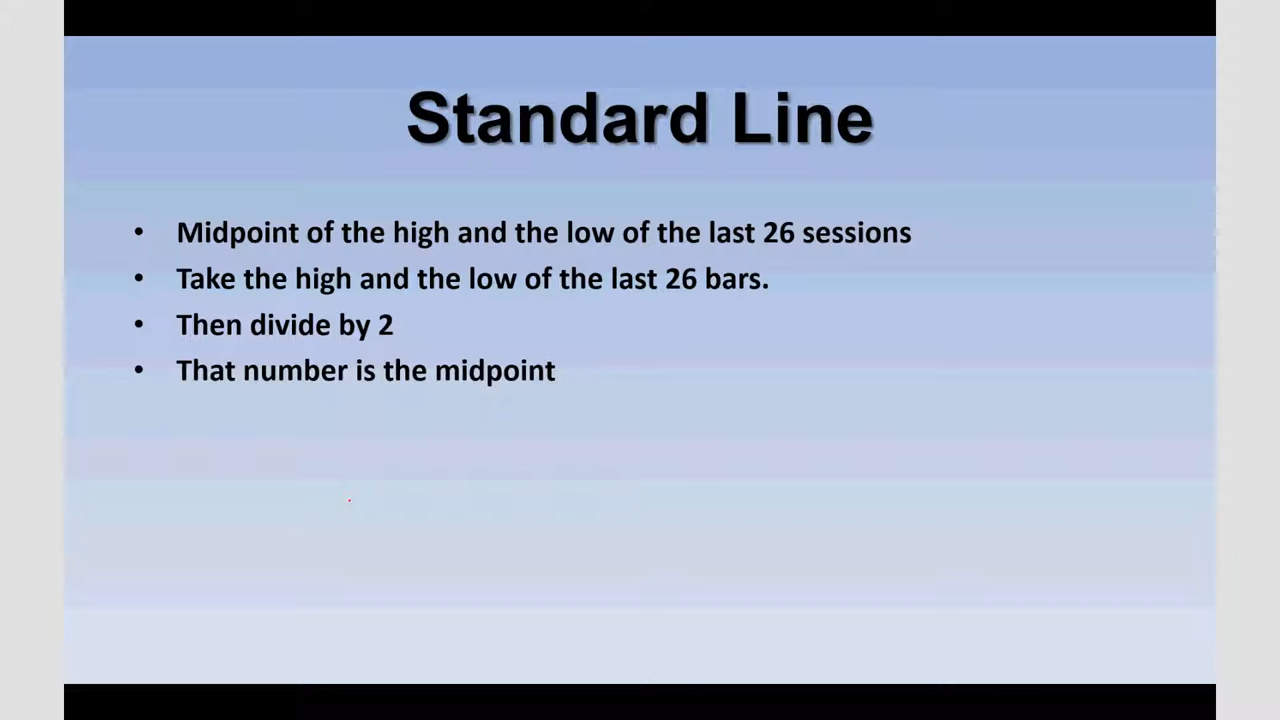 Standard Line
• Midpoint of the high and the low of the last 26 sessions
• Take the high and the low of the last 26 bars.
• Then divide by 2
• That number is the midpoint